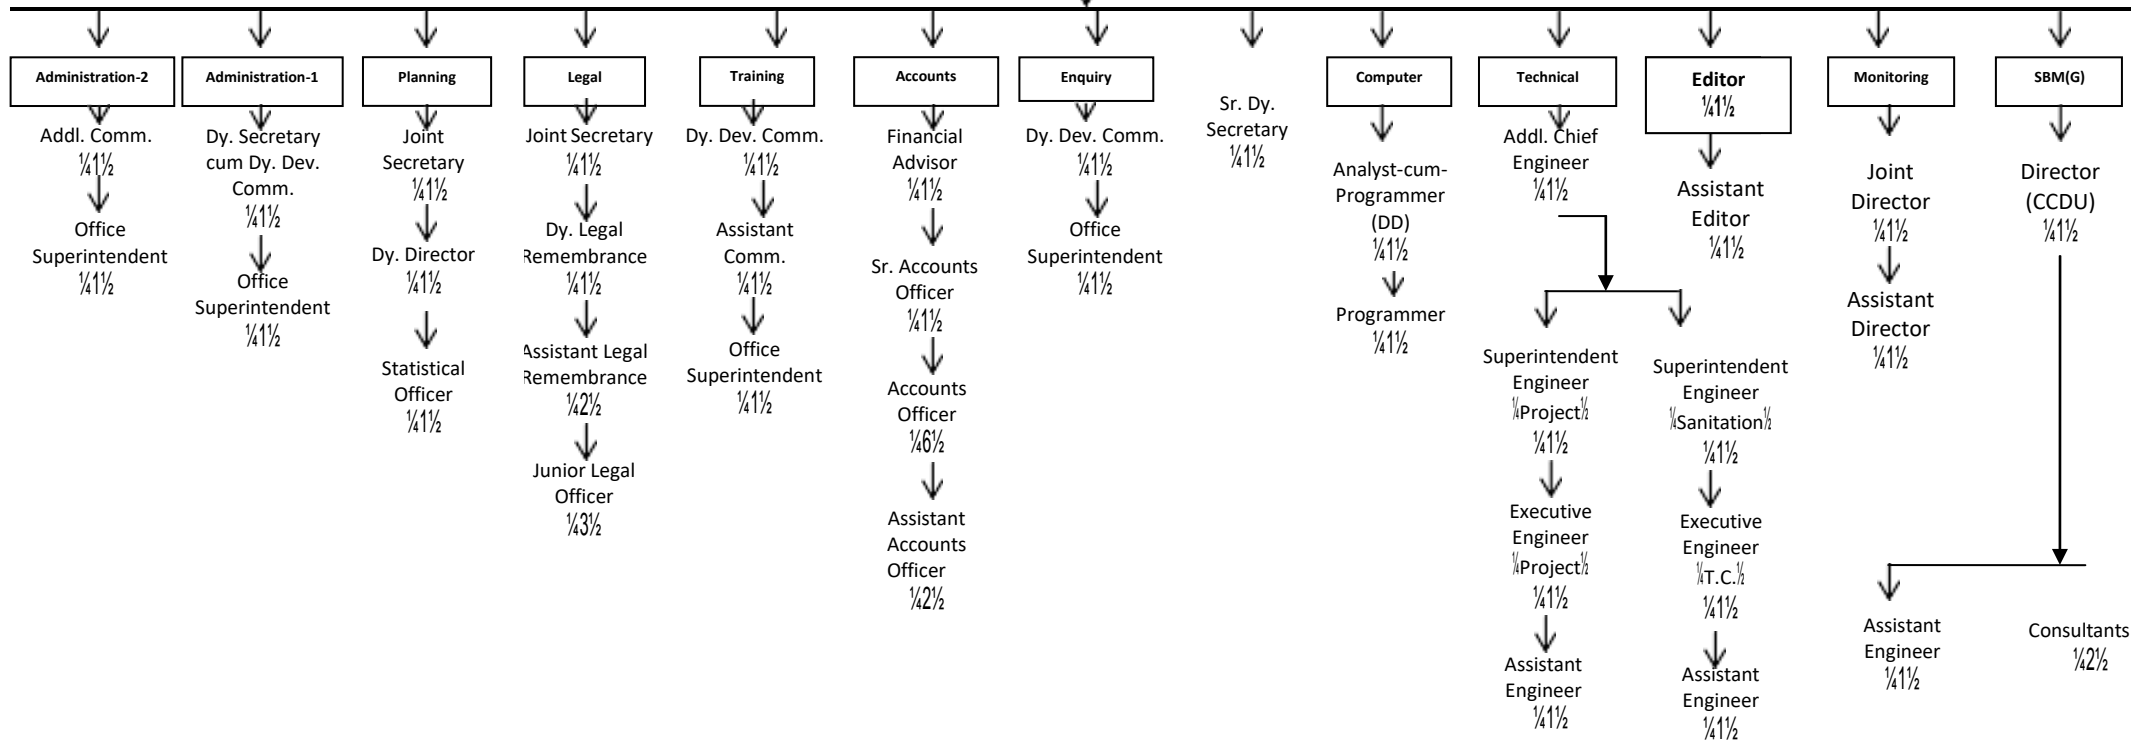 Administration-2
Addl. Comm.
¼1½
Office
Superintendent
¼1½
Administration-1
Dy. Secretary
cum Dy. Dev.
Comm.
¼1½
Office
Superintendent
¼1½
Planning
Joint
Secretary
¼1½
Dy. Director
¼1½
Statistical
Officer
¼1½
Legal
Joint Secretary
¼1½
Dy. Legal
Remembrance
¼1½
Assistant Legal
Remembrance
¼2½
Junior Legal
Officer
¼3½
Training
Dy. Dev. Comm.
¼1½
Assistant
Comm.
¼1½
Office
Superintendent
¼1½
Accounts
Financial
Advisor
¼1½
Sr. Accounts
Officer
¼1½
Accounts
Officer
¼6½
Assistant
Accounts
Officer
¼2½
Enquiry
Dy. Dev. Comm.
¼1½
Office
Superintendent
¼1½
Sr. Dy.
Secretary
¼1½
Computer
Analyst-cum-
Programmer
(DD)
¼1½
Programmer
¼1½
Technical
Addl. Chief
Engineer
¼1½
Superintendent
Engineer
¼Project½
¼1½
Executive
Engineer
¼Project½
¼1½
Assistant
Engineer
¼1½
Superintendent
Engineer
¼Sanitation½
¼1½
Executive
Engineer
¼T.C.½
¼1½
Assistant
Engineer
¼1½
Editor
¼1½
Assistant
Editor
¼1½
Monitoring
Joint
Director
¼1½
Assistant
Director
¼1½
SBM(G)
Director
(CCDU)
¼1½
Assistant
Engineer
¼1½
Consultants
¼2½